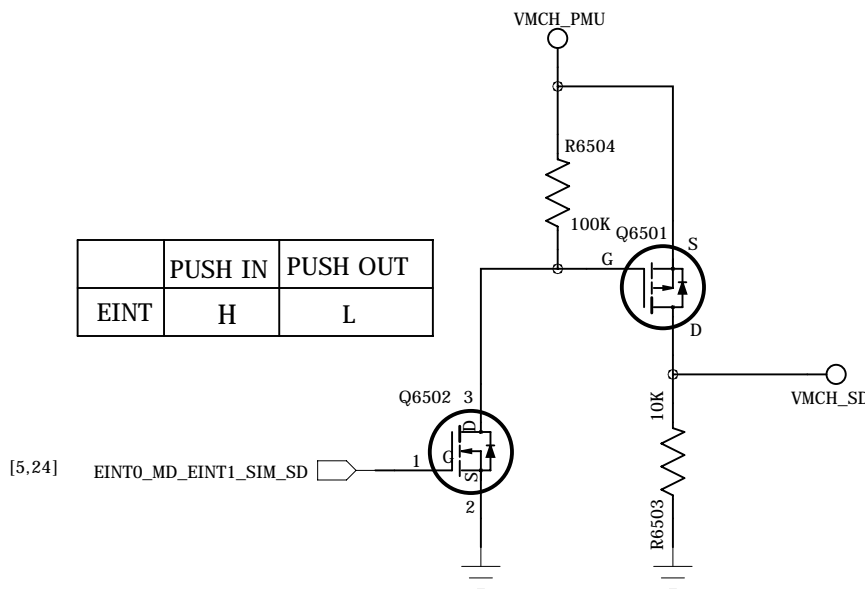 VMCH_PMU
R6504
100K
Q6501
S
G
D
PUSH IN PUSH OUT
EINT H L
VMCH_SD
10K
R6503
Q6502 3
D
G
S
1
2
[5,24] EINT0_MD_EINT1_SIM_SD